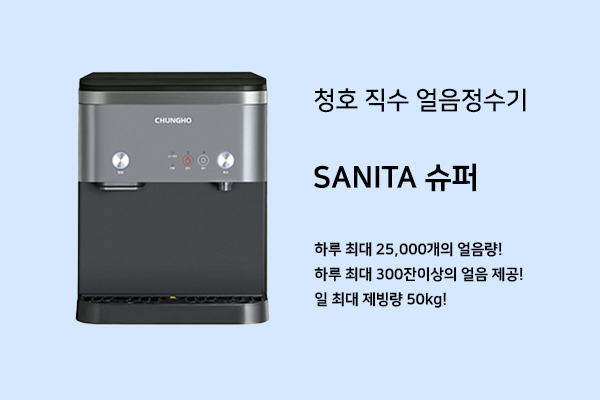 CHUNGHO
청호 직수 얼음정수기
SANITA 슈퍼
하루 최대 25,000개의 얼음량!
하루 최대 300잔이상의 얼음 제공!
일 최대 제빙량 50kg!